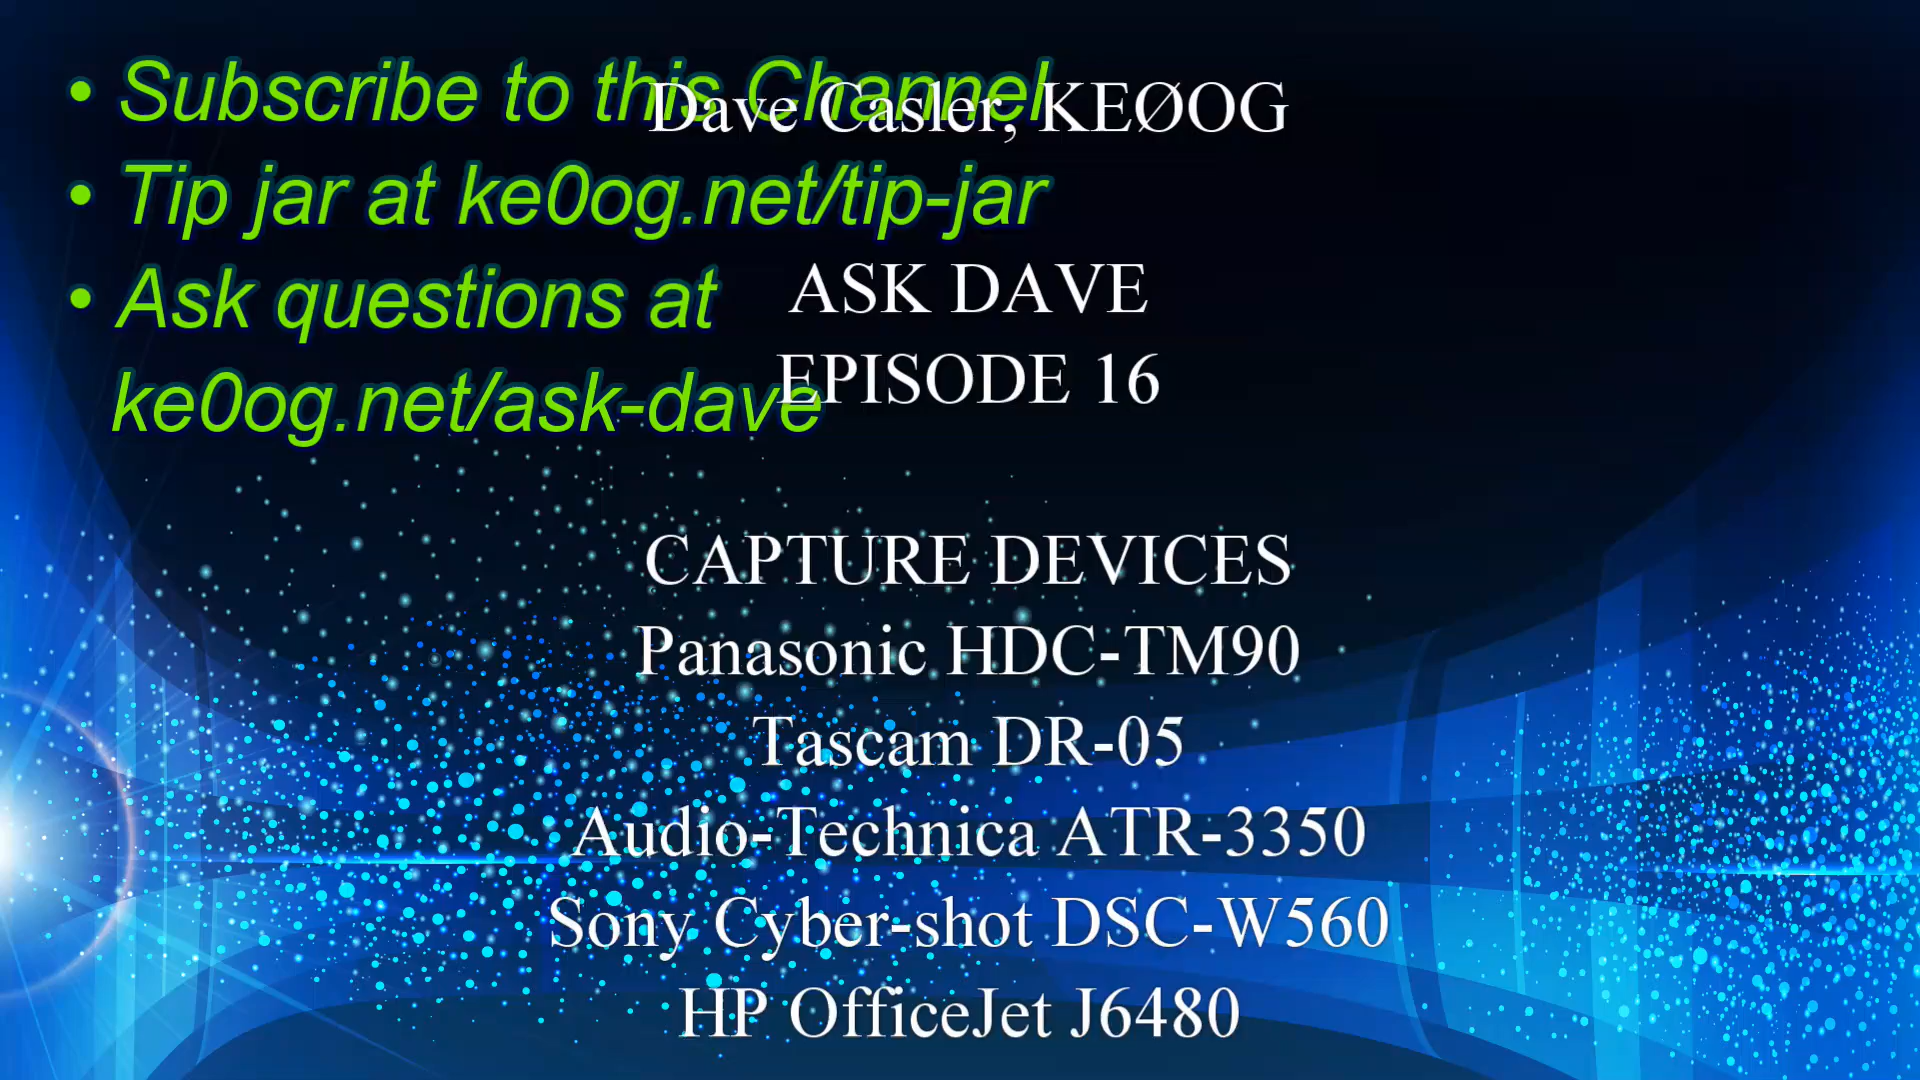 • Subscribe to this Channel
• Tip jar at ke0og.net/tip-jar
• Ask questions at
ke0og.net/ask-dave
Dave Casler, KEØOG
ASK DAVE
EPISODE 16
CAPTURE DEVICES
Panasonic HDC-TM90
Tascam DR-05
Audio-Technica ATR-3350
Sony Cyber-shot DSC-W560
HP OfficeJet J6480